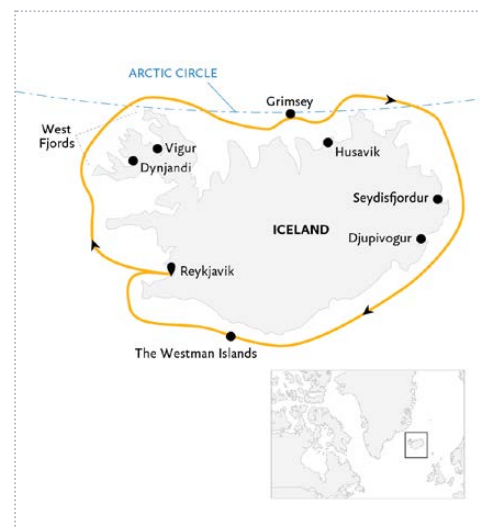 ARCTIC CIRCLE
Grimsey
West
Fjords
Vigur
Dynjandi
Husavik
Seydisfjordur
ICELAND
Djupivogur
Reykjavik
The Westman Islands